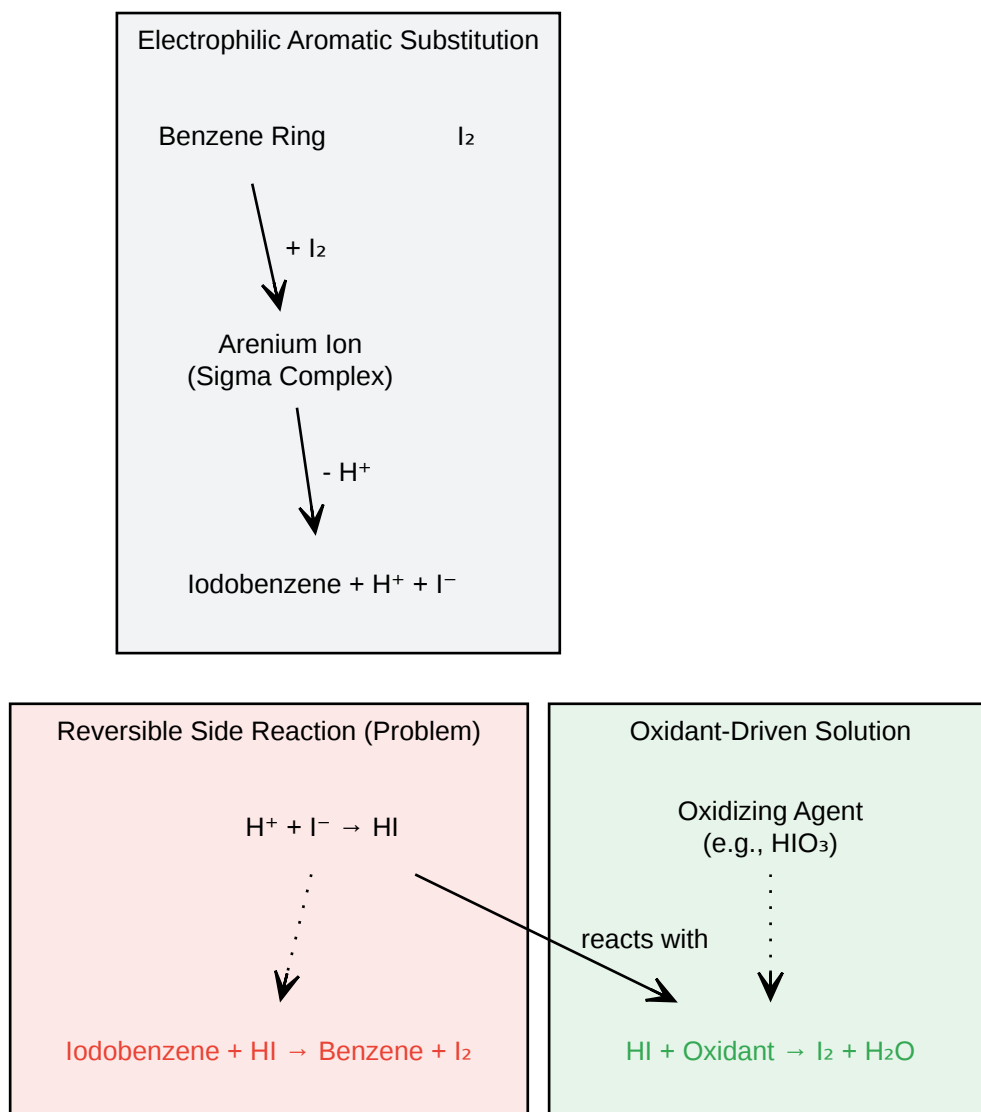 Electrophilic Aromatic Substitution
Benzene Ring
I₂
+ I₂
Arenium Ion
(Sigma Complex)
- H⁺
Iodobenzene + H⁺ + I⁻
Reversible Side Reaction (Problem)
H⁺ + I⁻ → HI
Iodobenzene + HI → Benzene + I₂
Oxidant-Driven Solution
Oxidizing Agent
(e.g., HIO₃)
reacts with
HI + Oxidant → I₂ + H₂O